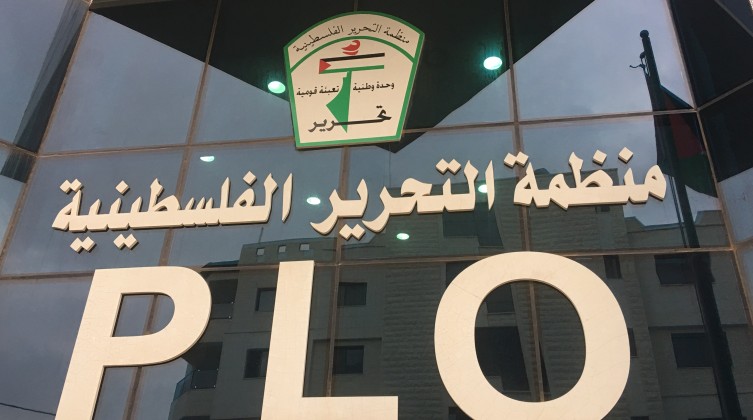 منظمة التحرير الفلسطينية
وحدة وطنية تعبئة قومية
تحرير
منظمة التحرير الفلسطينية
PLO